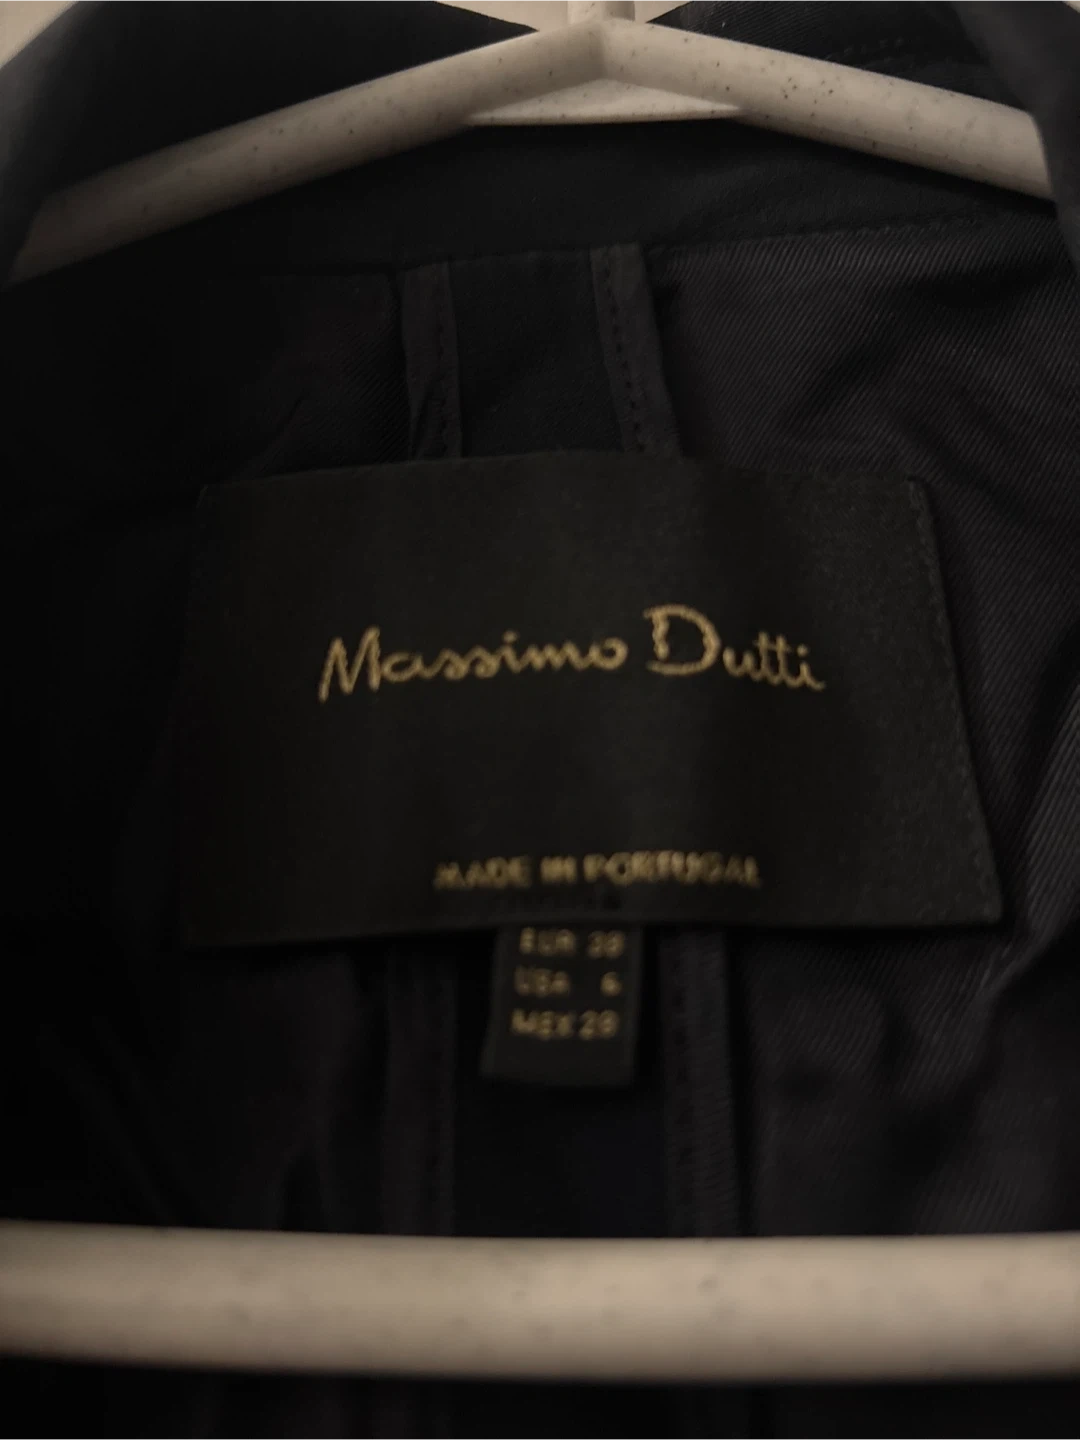 Massimo Dutti
MADE IN PORTUGAL
EUR 38
USA 6
MEX 28